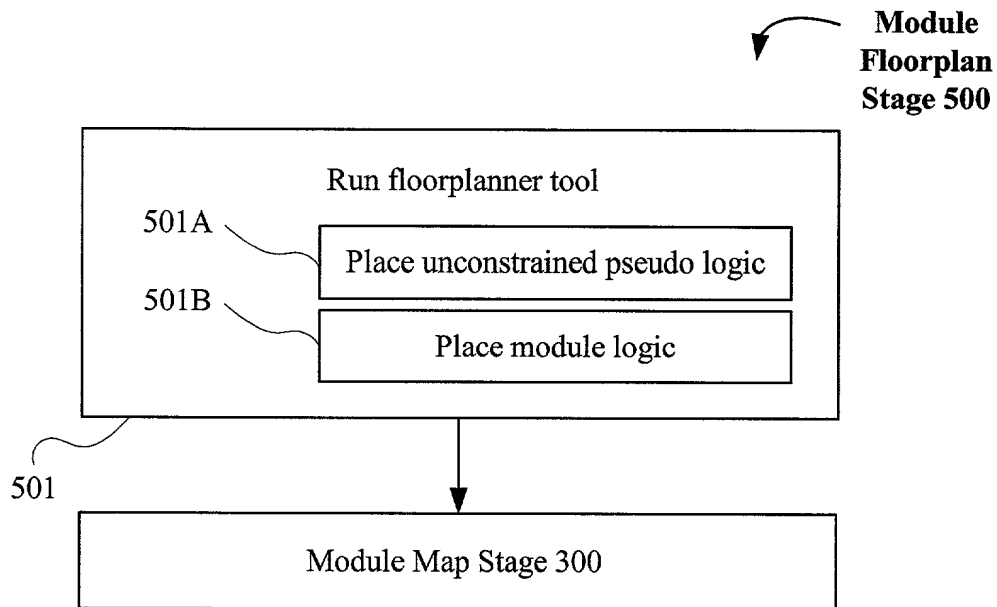 Module
Floorplan
Stage 500
Run floorplanner tool
501A
Place unconstrained pseudo logic
501B
Place module logic
501
Module Map Stage 300